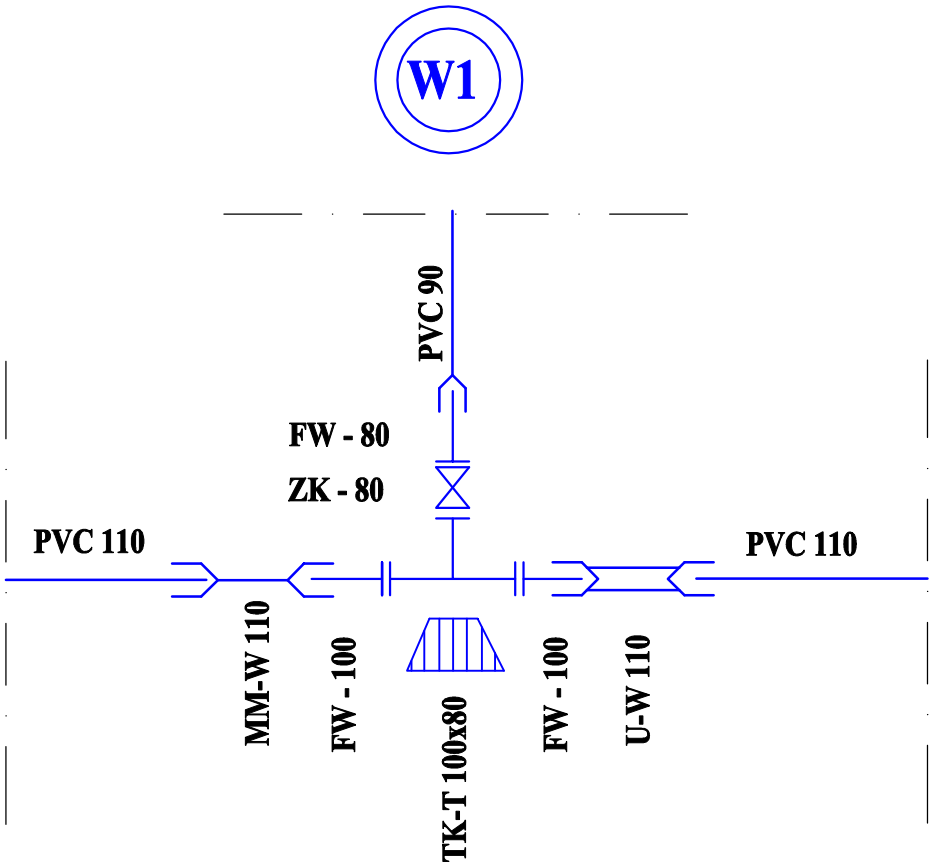 W1
PVC 90
FW - 80
ZK - 80
PVC 110
PVC 110
MM-W 110
FW - 100
TK-T 100x80
FW - 100
U-W 110